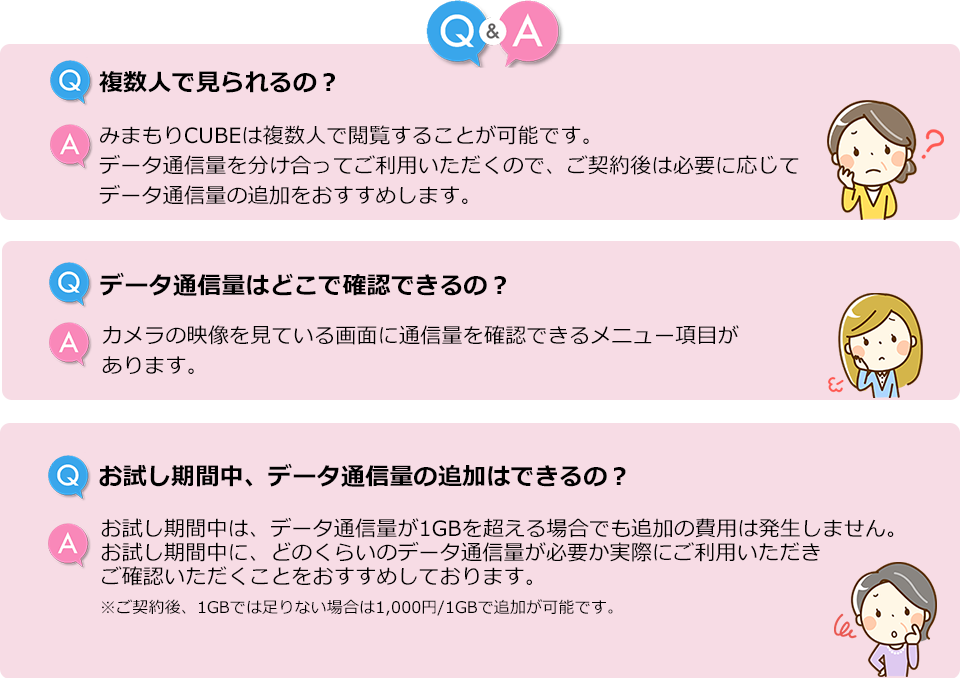 Q & A
Q 複数人で見られるの？
A みまもりCUBEは複数人で閲覧することが可能です。
データ通信量を分け合ってご利用いただくので、ご契約後は必要に応じて
データ通信量の追加をおすすめします。
?
Q データ通信量はどこで確認できるの？
A カメラの映像を見ている画面に通信量を確認できるメニュー項目が
あります。
Q お試し期間中、データ通信量の追加はできるの？
A お試し期間中は、データ通信量が1GBを超える場合でも追加の費用は発生しません。
お試し期間中に、どのくらいのデータ通信量が必要か実際にご利用いただき
ご確認いただくことをおすすめしております。
※ご契約後、1GBでは足りない場合は1,000円/1GBで追加が可能です。